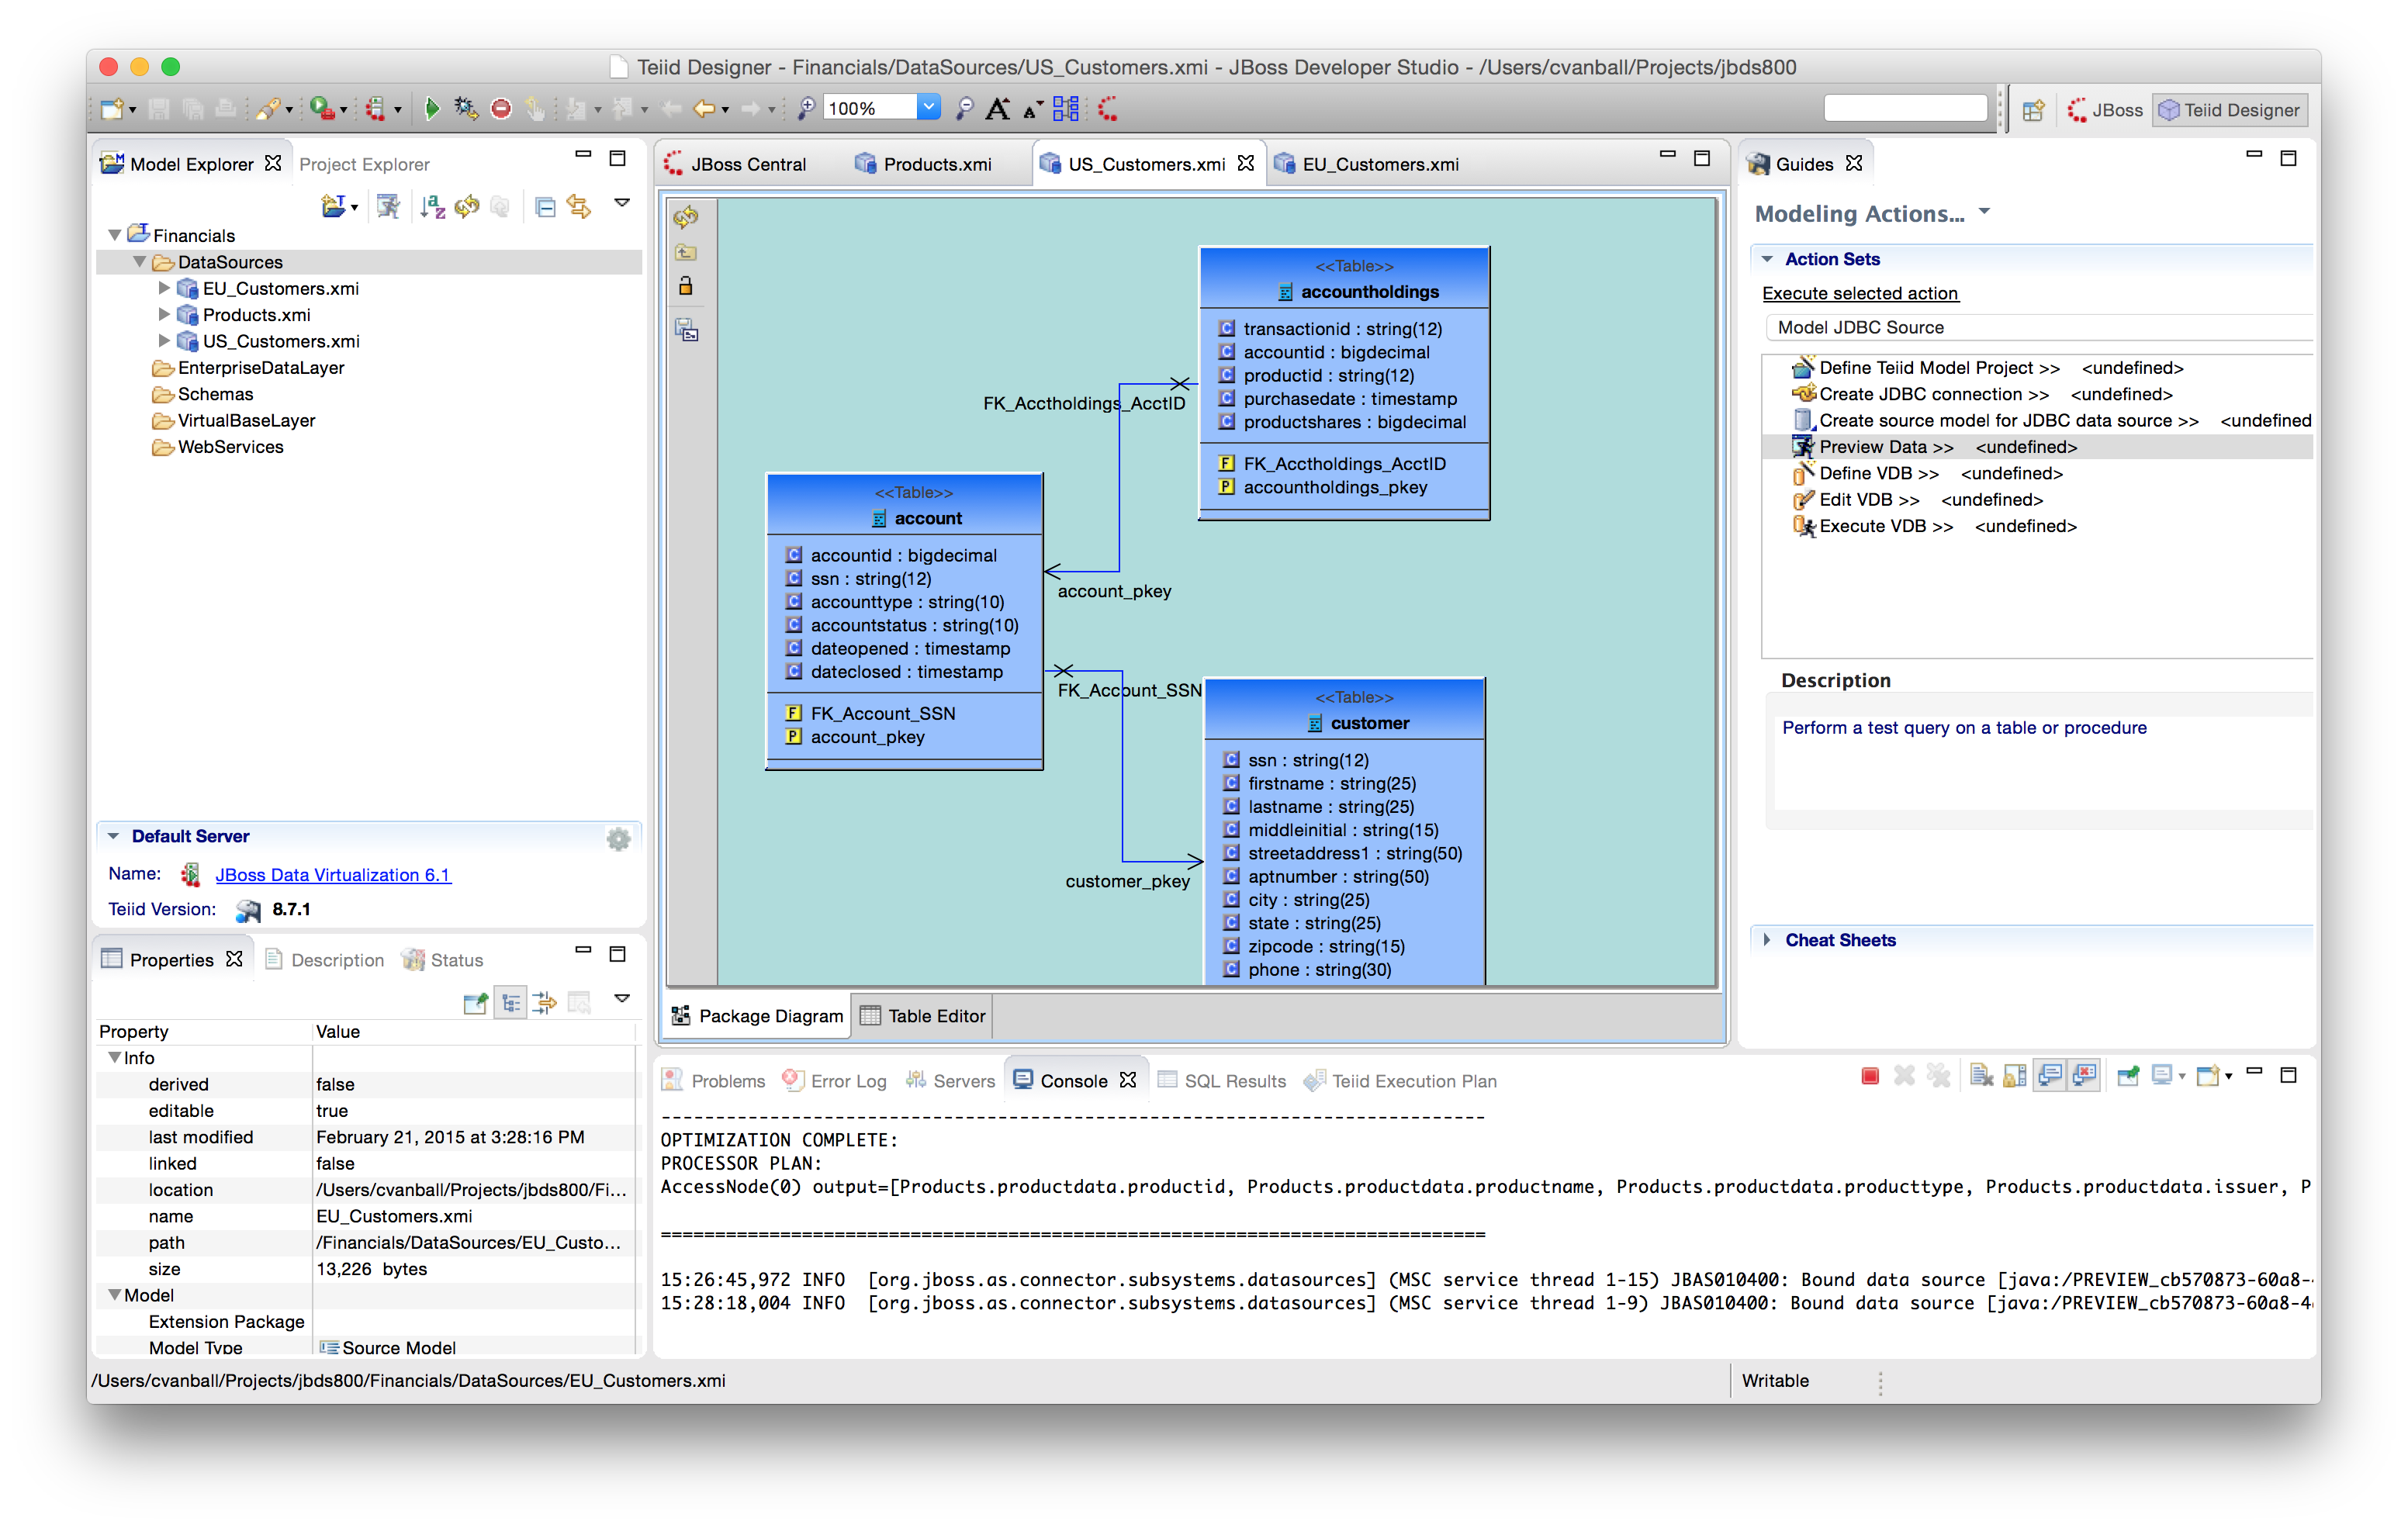 Teiid Designer - Financials/DataSources/US_Customers.xmi - JBoss Developer Studio - /Users/cvanball/Projects/jbds800
100%
JBoss
Teiid Designer
Model Explorer
Project Explorer
Financials
DataSources
EU_Customers.xmi
Products.xmi
US_Customers.xmi
EnterpriseDataLayer
Schemas
VirtualBaseLayer
WebServices
Default Server
Name: JBoss Data Virtualization 6.1
Teiid Version: 8.7.1
Properties
Description
Status
Property Value
Info
derived false
editable true
last modified February 21, 2015 at 3:28:16 PM
linked false
location /Users/cvanball/Projects/jbds800/Fi...
name EU_Customers.xmi
path /Financials/DataSources/EU_Custo...
size 13,226 bytes
Model
Extension Package
Model Type Source Model
JBoss Central
Products.xmi
US_Customers.xmi
EU_Customers.xmi
<<Table>>
accountholdings
transactionid : string(12)
accountid : bigdecimal
productid : string(12)
purchasedate : timestamp
productshares : bigdecimal
FK_Acctholdings_AcctID
accountholdings_pkey
FK_Acctholdings_AcctID
account_pkey
<<Table>>
account
accountid : bigdecimal
ssn : string(12)
accounttype : string(10)
accountstatus : string(10)
dateopened : timestamp
dateclosed : timestamp
FK_Account_SSN
account_pkey
FK_Account_SSN
customer_pkey
<<Table>>
customer
ssn : string(12)
firstname : string(25)
lastname : string(25)
middleinitial : string(15)
streetaddress1 : string(50)
aptnumber : string(50)
city : string(25)
state : string(25)
zipcode : string(15)
phone : string(30)
Package Diagram
Table Editor
Guides
Modeling Actions...
Action Sets
Execute selected action
Model JDBC Source
Define Teiid Model Project >> <undefined>
Create JDBC connection >> <undefined>
Create source model for JDBC data source >> <undefined
Preview Data >> <undefined>
Define VDB >> <undefined>
Edit VDB >> <undefined>
Execute VDB >> <undefined>
Description
Perform a test query on a table or procedure
Cheat Sheets
Problems
Error Log
Servers
Console
SQL Results
Teiid Execution Plan
----------------------------------------------------------------------------
OPTIMIZATION COMPLETE:
PROCESSOR PLAN:
AccessNode(0) output=[Products.productdata.productid, Products.productdata.productname, Products.productdata.producttype, Products.productdata.issuer, P
============================================================================
15:26:45,972 INFO [org.jboss.as.connector.subsystems.datasources] (MSC service thread 1-15) JBAS010400: Bound data source [java:/PREVIEW_cb570873-60a8-
15:28:18,004 INFO [org.jboss.as.connector.subsystems.datasources] (MSC service thread 1-9) JBAS010400: Bound data source [java:/PREVIEW_cb570873-60a8-4
/Users/cvanball/Projects/jbds800/Financials/DataSources/EU_Customers.xmi
Writable